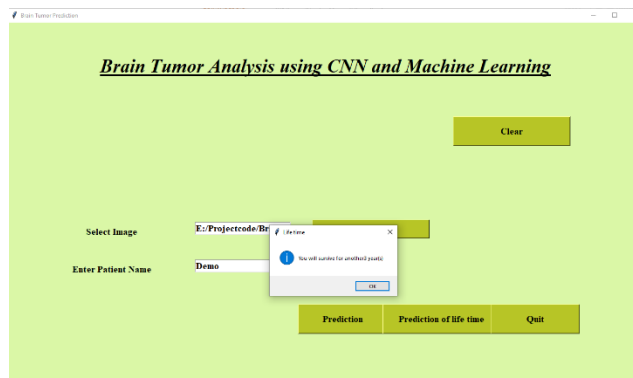 Brain Tumor Prediction
Brain Tumor Analysis using CNN and Machine Learning
Clear
Select Image
E:/Projectcode/Br
Life time
You will survive for another3 year(s)
OK
Enter Patient Name
Demo
Prediction
Prediction of life time
Quit